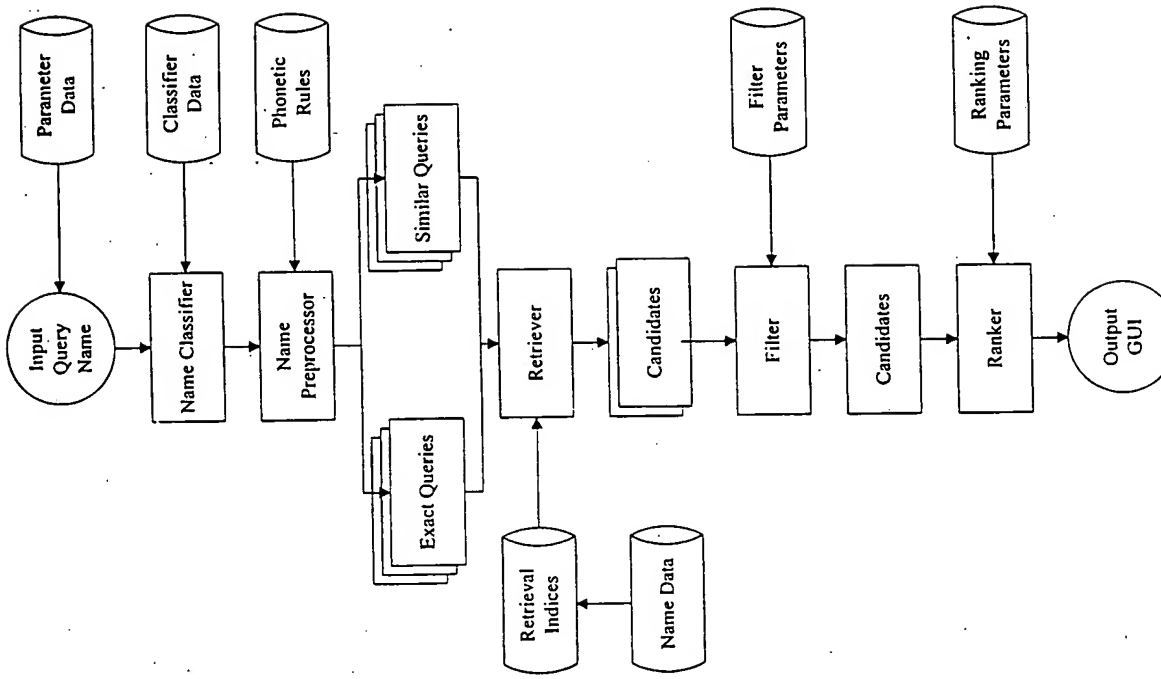 Parameter
Data
Classifier
Data
Phonetic
Rules
Filter
Parameters
Ranking
Parameters
Similar Queries
Input
Query
Name
Name Classifier
Name
Preprocessor
Retriever
Candidates
Filter
Candidates
Ranker
Output
GUI
Exact Queries
Retrieval
Indices
Name Data